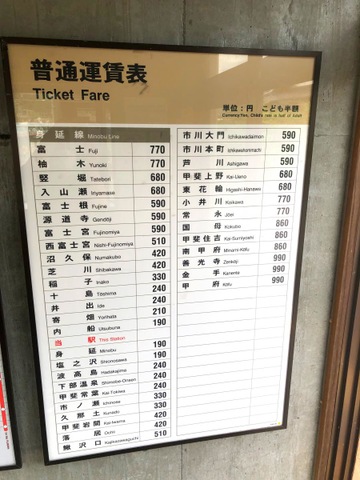 普通運賃表
Ticket Fare
単位：円 こども半額
Currency:Yen, Child's rate is half of Adult
身延線 Minobu Line
富士 Fuji 770
柚木 Yunoki 770
竪堀 Tatebori 680
入山瀬 Iriyamase 680
富士根 Fujine 590
源道寺 Gendōji 590
富士宮 Fujinomiya 590
西富士宮 Nishi-Fujinomiya 510
沼久保 Numakubo 420
芝川 Shibakawa 420
稲子 Inako 330
十島 Tōshima 240
井出 Ide 240
寄畑 Yorihata 210
内船 Utsubuna 190
当駅 This Station
身延 Minobu 190
塩之沢 Shionosawa 190
波高島 Hadakajima 240
下部温泉 Shimobe-Onsen 240
甲斐常葉 Kai-Tokiwa 240
市ノ瀬 Ichinose 330
久那土 Kunado 330
甲斐岩間 Kai-Iwama 420
落居 Ochii 420
鰍沢口 Kajikazawaguchi 510
市川大門 Ichikawadaimon 590
市川本町 Ichikawahommachi 590
芦川 Ashigawa 590
甲斐上野 Kai-Ueno 680
東花輪 Higashi-Hanawa 680
小井川 Koikawa 770
常永 Jōei 770
国母 Kokubo 860
甲斐住吉 Kai-Sumiyoshi 860
南甲府 Minami-Kōfu 860
善光寺 Zenkōji 990
金手 Kanente 990
甲府 Kōfu 990